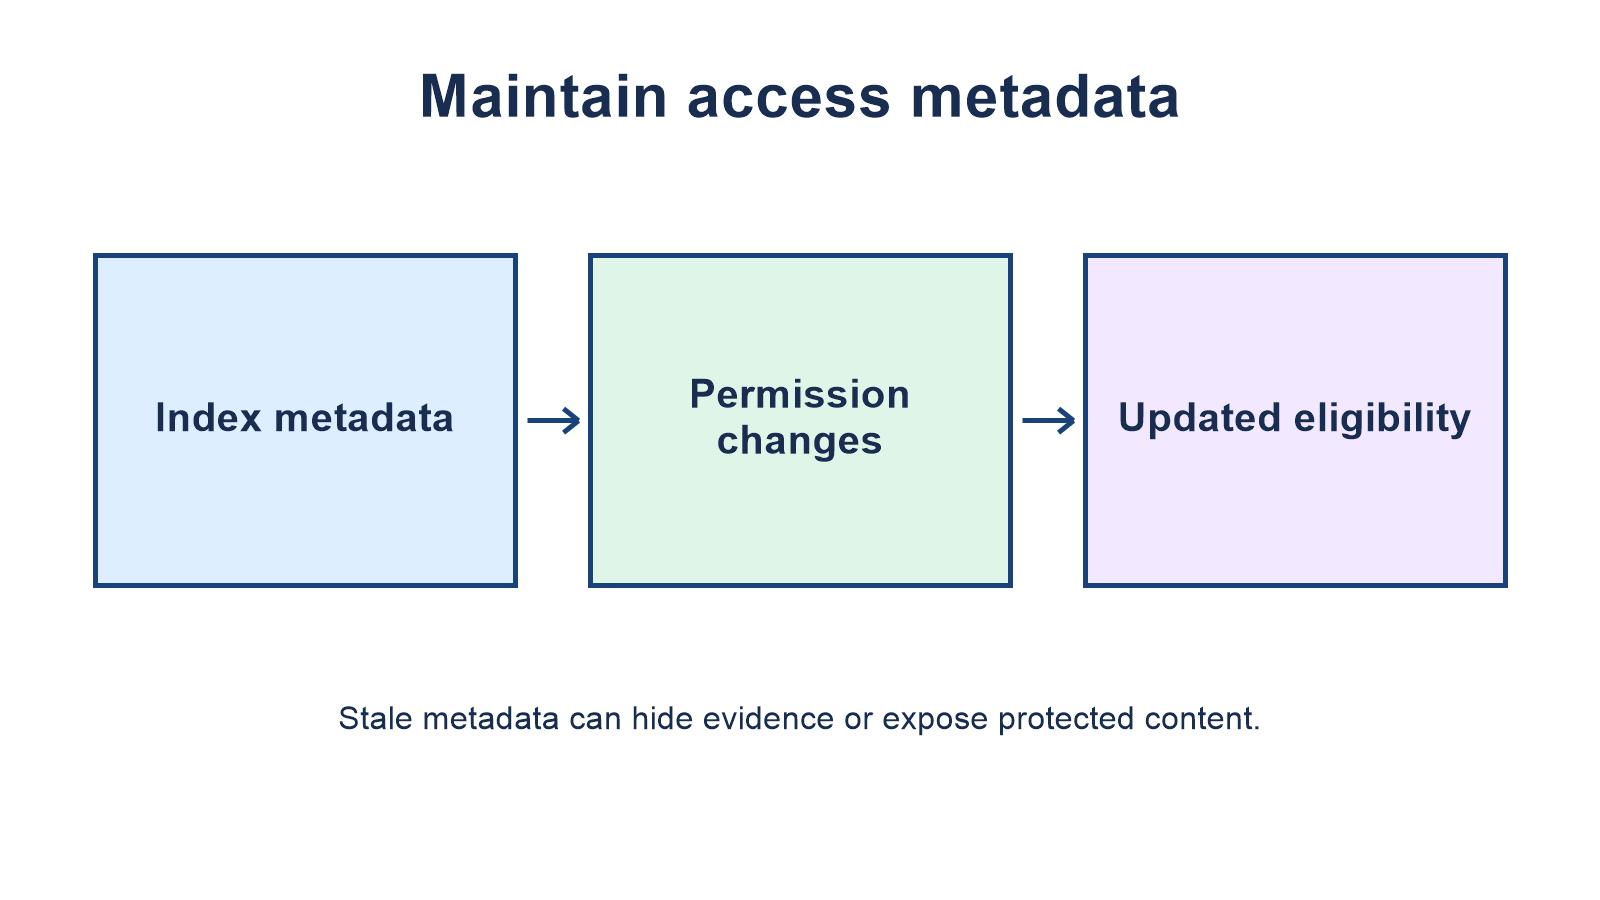 Maintain access metadata
Index metadata
Permission
changes
Updated eligibility
Stale metadata can hide evidence or expose protected content.